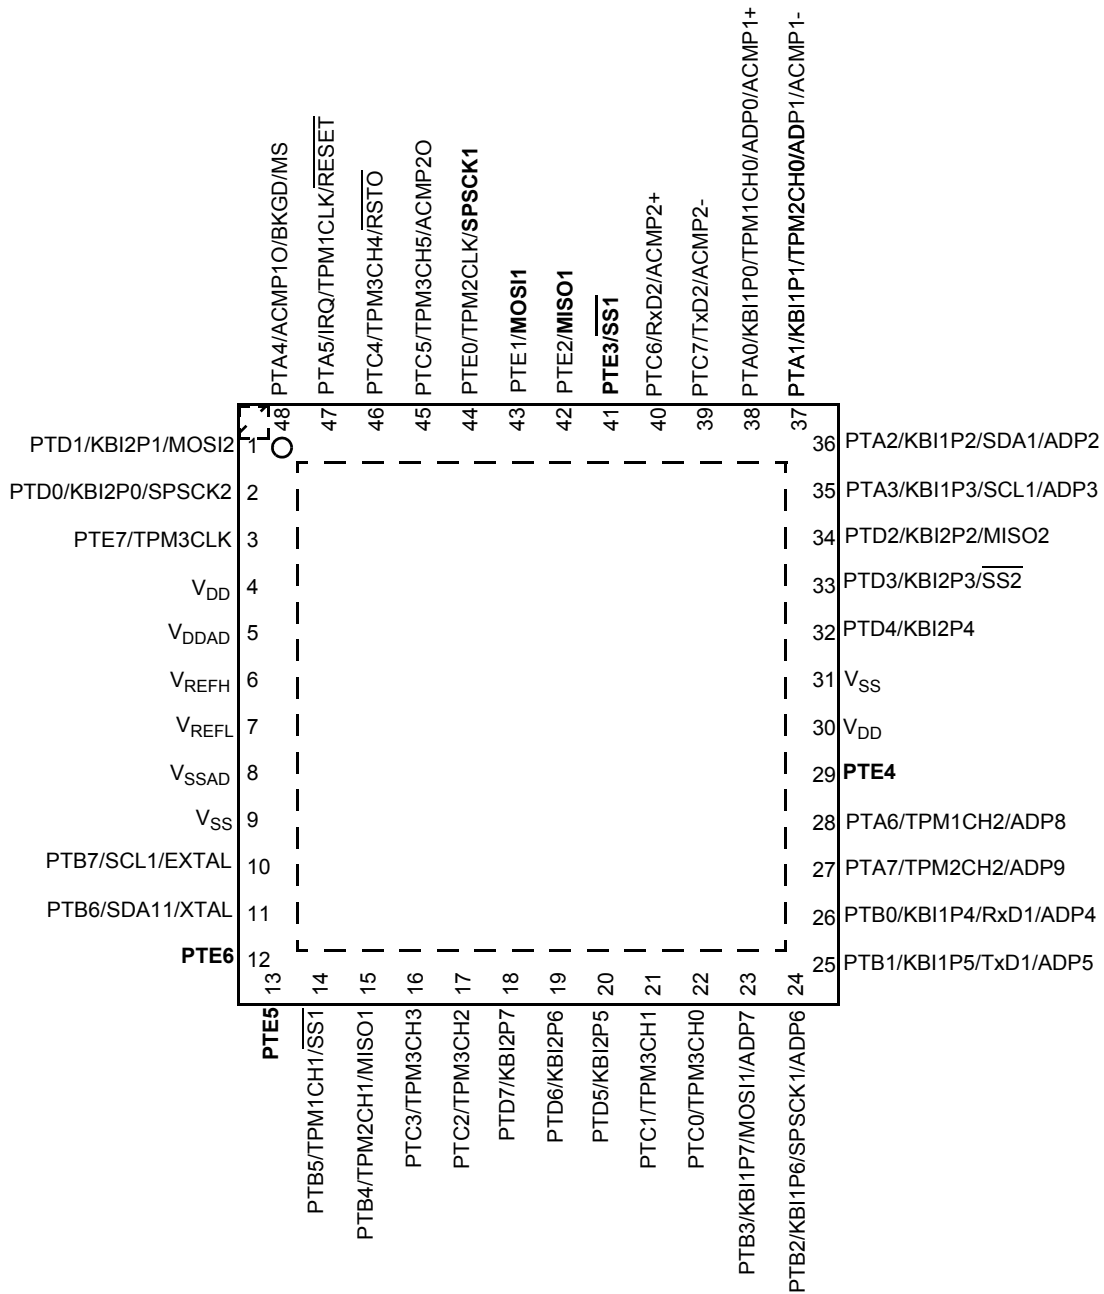 48 PTA4/ACMP1O/BKGD/MS
47 PTA5/IRQ/TPM1CLK/RESET
46 PTC4/TPM3CH4/RSTO
45 PTC5/TPM3CH5/ACMP2O
44 PTE0/TPM2CLK/SPSCK1
43 PTE1/MOSI1
42 PTE2/MISO1
41 PTE3/SS1
40 PTC6/RxD2/ACMP2+
39 PTC7/TxD2/ACMP2-
38 PTA0/KBI1P0/TPM1CH0/ADP0/ACMP1+
37 PTA1/KBI1P1/TPM2CH0/ADP1/ACMP1-
PTD1/KBI2P1/MOSI2 1
PTD0/KBI2P0/SPSCK2 2
PTE7/TPM3CLK 3
VDD 4
VDDAD 5
VREFH 6
VREFL 7
VSSAD 8
VSS 9
PTB7/SCL1/EXTAL 10
PTB6/SDA11/XTAL 11
PTE6 12
36 PTA2/KBI1P2/SDA1/ADP2
35 PTA3/KBI1P3/SCL1/ADP3
34 PTD2/KBI2P2/MISO2
33 PTD3/KBI2P3/SS2
32 PTD4/KBI2P4
31 VSS
30 VDD
29 PTE4
28 PTA6/TPM1CH2/ADP8
27 PTA7/TPM2CH2/ADP9
26 PTB0/KBI1P4/RxD1/ADP4
25 PTB1/KBI1P5/TxD1/ADP5
PTE5 13
PTB5/TPM1CH1/SS1 14
PTB4/TPM2CH1/MISO1 15
PTC3/TPM3CH3 16
PTC2/TPM3CH2 17
PTD7/KBI2P7 18
PTD6/KBI2P6 19
PTD5/KBI2P5 20
PTC1/TPM3CH1 21
PTC0/TPM3CH0 22
PTB3/KBI1P7/MOSI1/ADP7 23
PTB2/KBI1P6/SPSCK1/ADP6 24